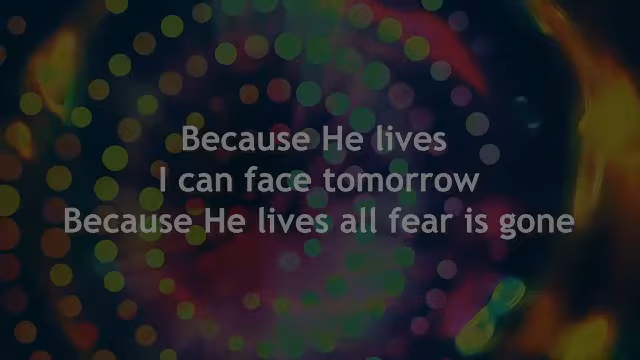 Because He lives
I can face tomorrow
Because He lives all fear is gone